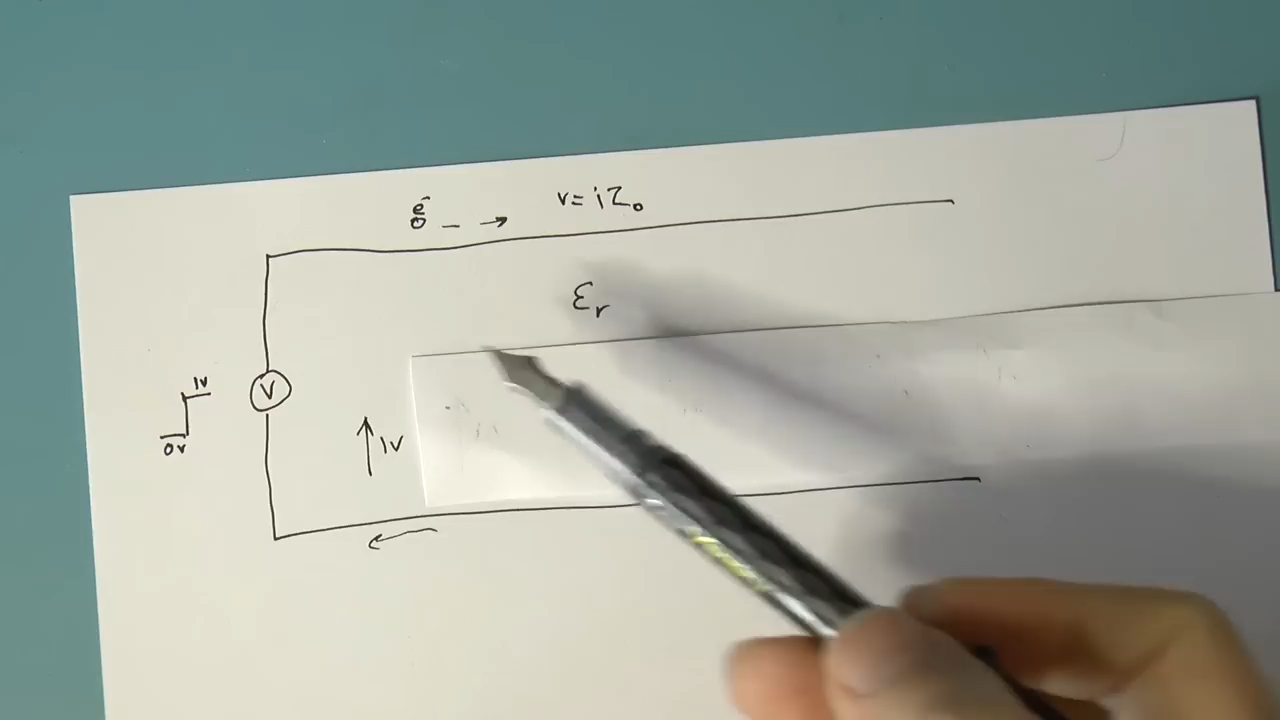 e⁻
v = iZ₀
εᵣ
1V
V
0V
↑ 1V